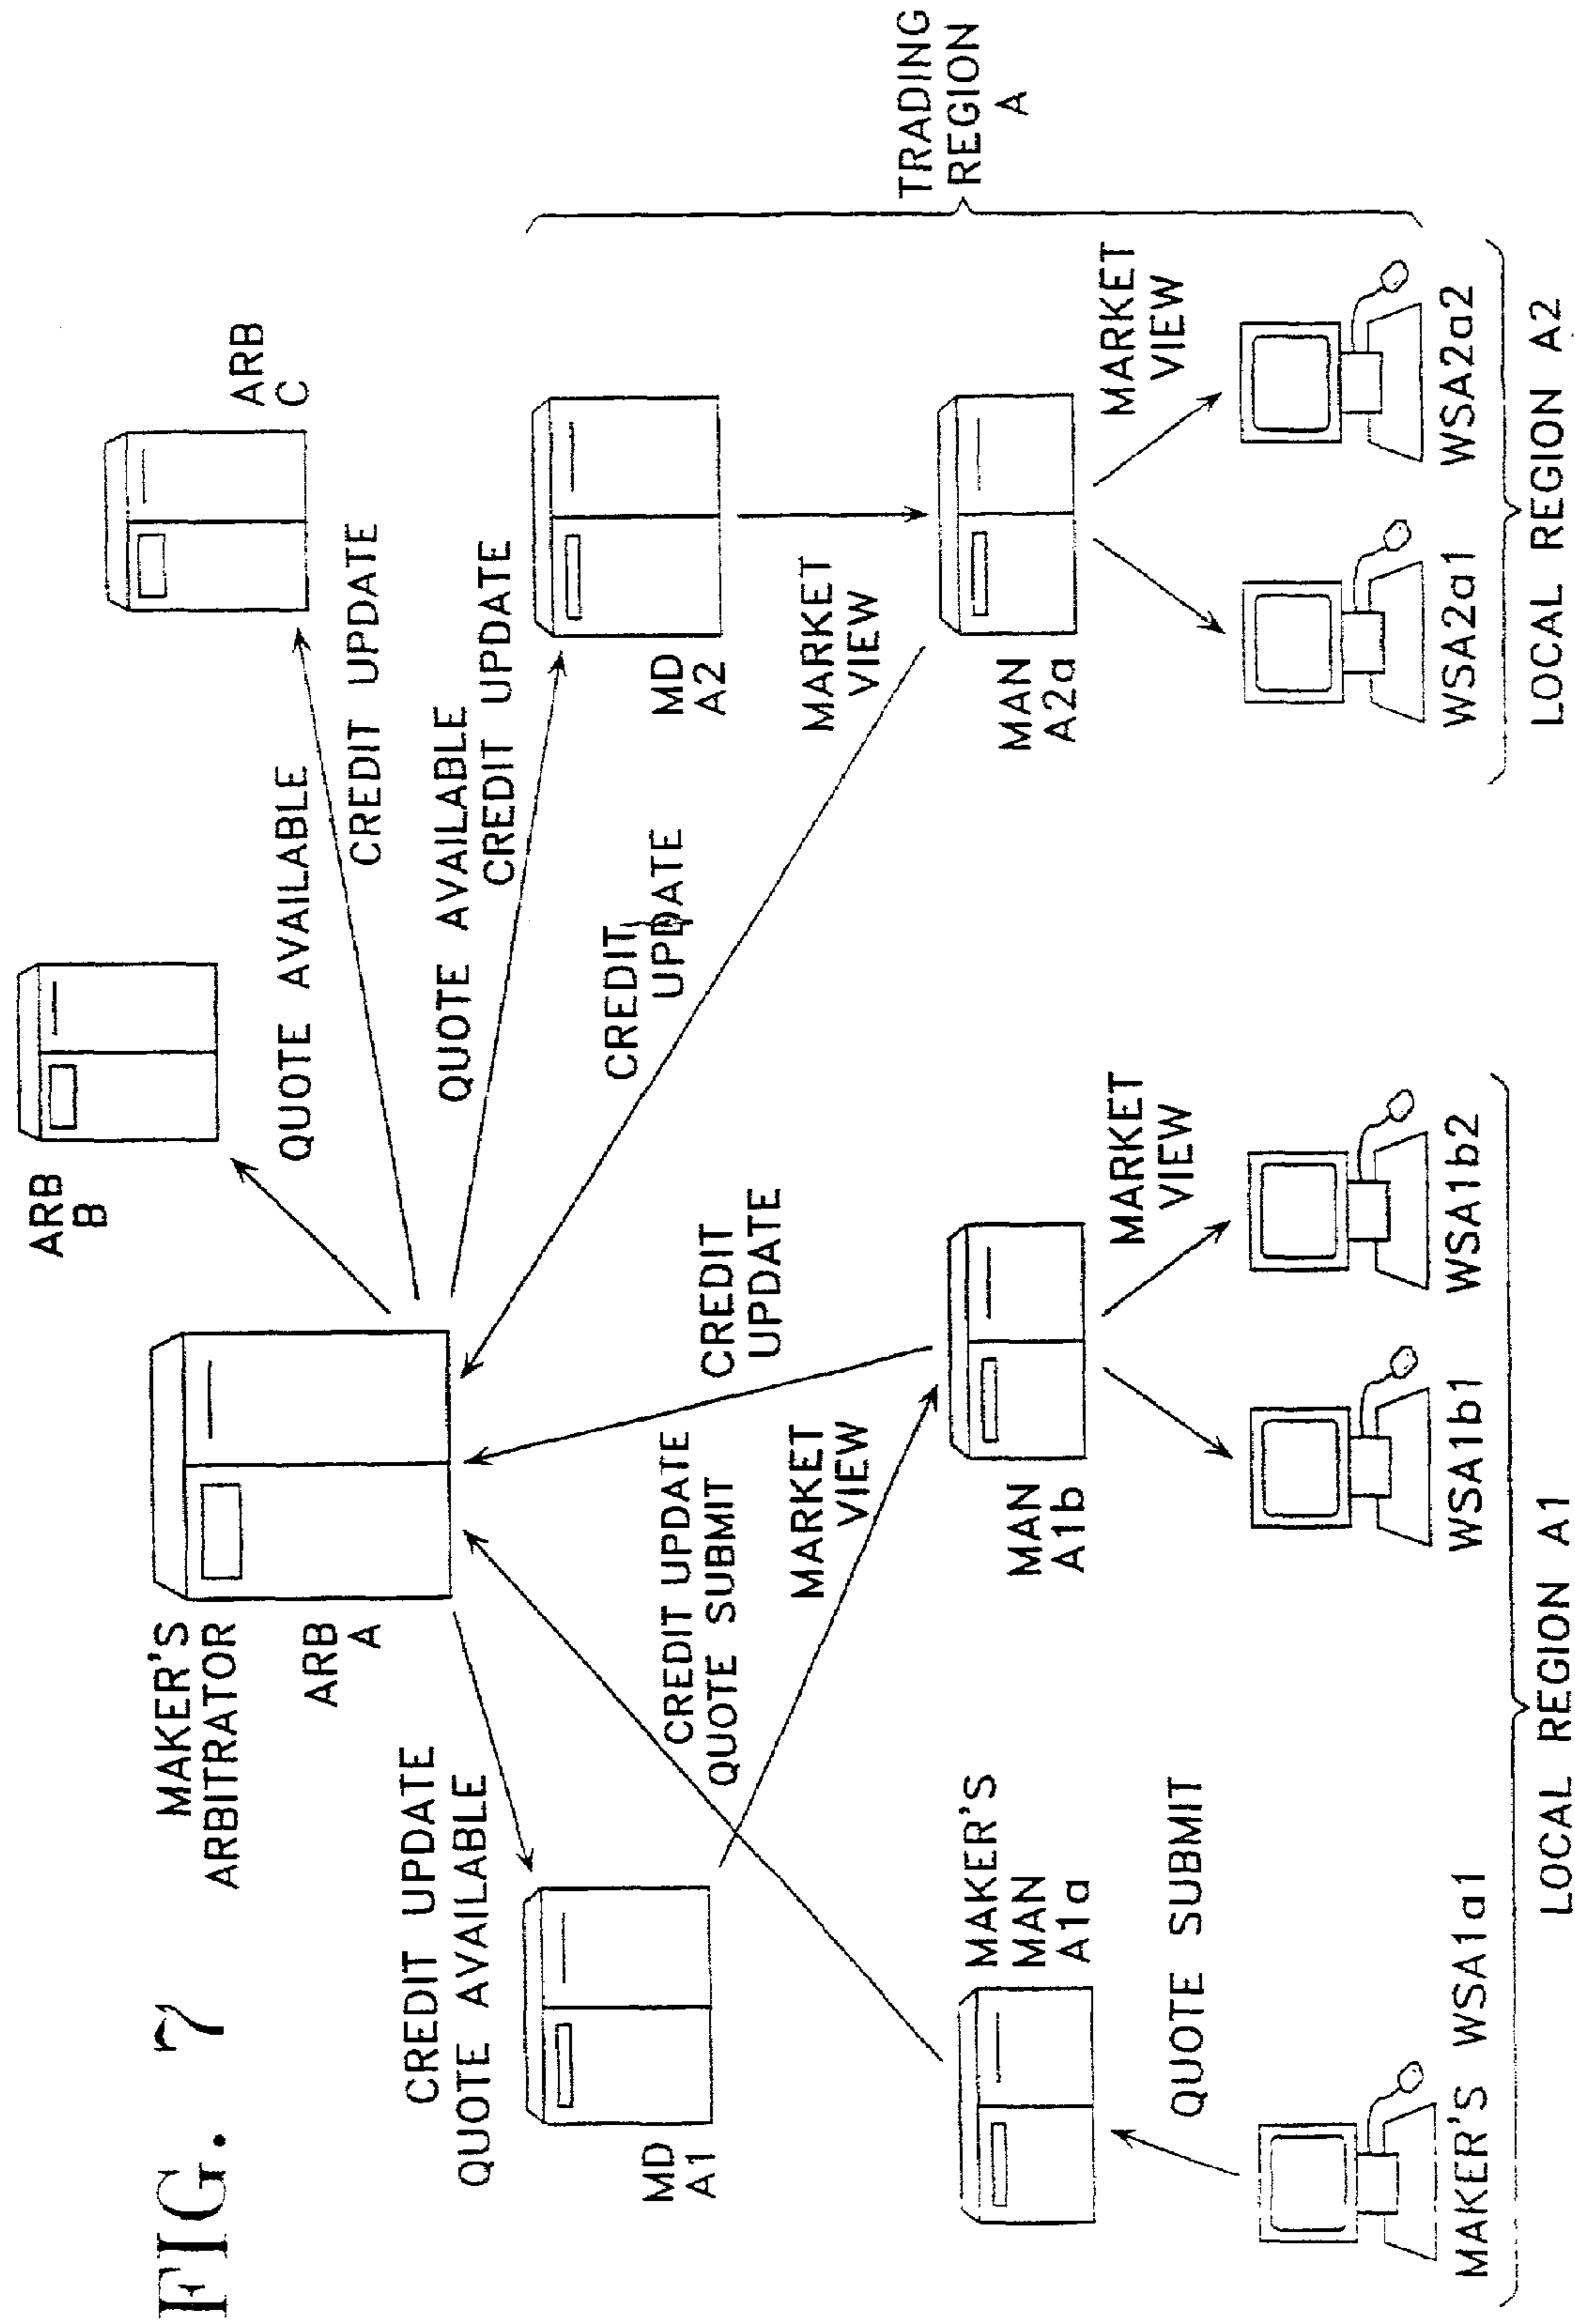 FIG. 7
MAKER'S
ARBITRATOR
ARB
A
ARB
B
ARB
C
QUOTE AVAILABLE
CREDIT UPDATE
QUOTE AVAILABLE
CREDIT UPDATE
CREDIT UPDATE
QUOTE AVAILABLE
MD
A1
MD
A2
CREDIT
UPDATE
CREDIT
UPDATE
CREDIT UPDATE
QUOTE SUBMIT
MARKET
VIEW
MARKET
VIEW
TRADING
REGION
A
MAKER'S
MAN
A1a
MAN
A1b
MAN
A2a
QUOTE SUBMIT
MARKET
VIEW
MARKET
VIEW
MAKER'S WSA1a1
WSA1b1
WSA1b2
WSA2a1
WSA2a2
LOCAL REGION A1
LOCAL REGION A2